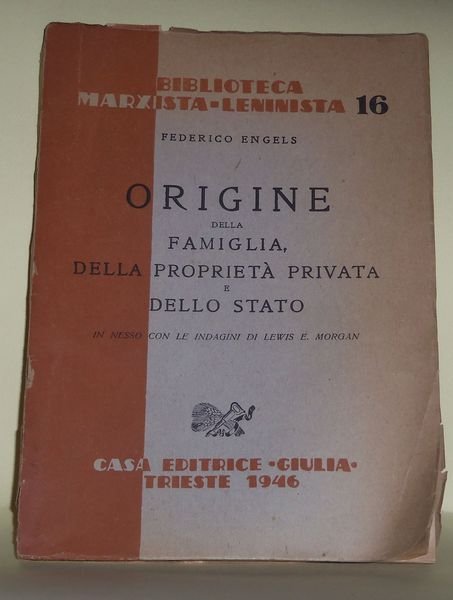 BIBLIOTECA
MARXISTA-LENINISTA 16
FEDERICO ENGELS
ORIGINE
DELLA
FAMIGLIA,
DELLA PROPRIETÀ PRIVATA
E
DELLO STATO
IN NESSO CON LE INDAGINI DI LEWIS E. MORGAN
CASA EDITRICE •GIULIA•
TRIESTE 1946